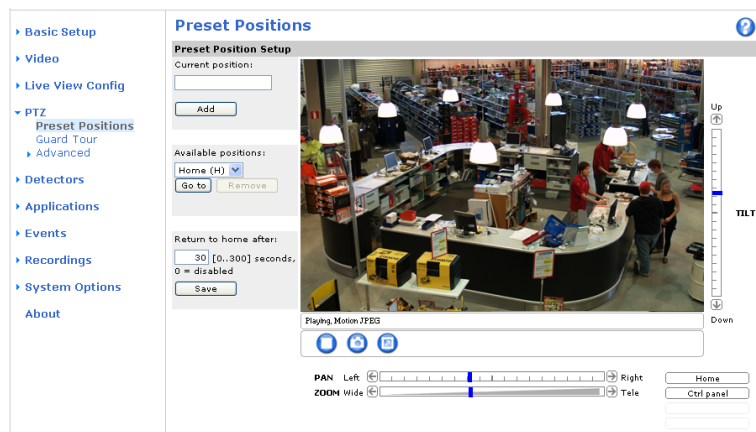 Basic Setup
Video
Live View Config
PTZ
Preset Positions
Guard Tour
Advanced
Detectors
Applications
Events
Recordings
System Options
About
Preset Positions
?
Preset Position Setup
Current position:
Add
Available positions:
Home (H)
Go to Remove
Return to home after:
30 [0..300] seconds,
0 = disabled
Save
Playing, Motion JPEG
Up
TILT
Down
PAN Left Right
ZOOM Wide Tele
Home
Ctrl panel